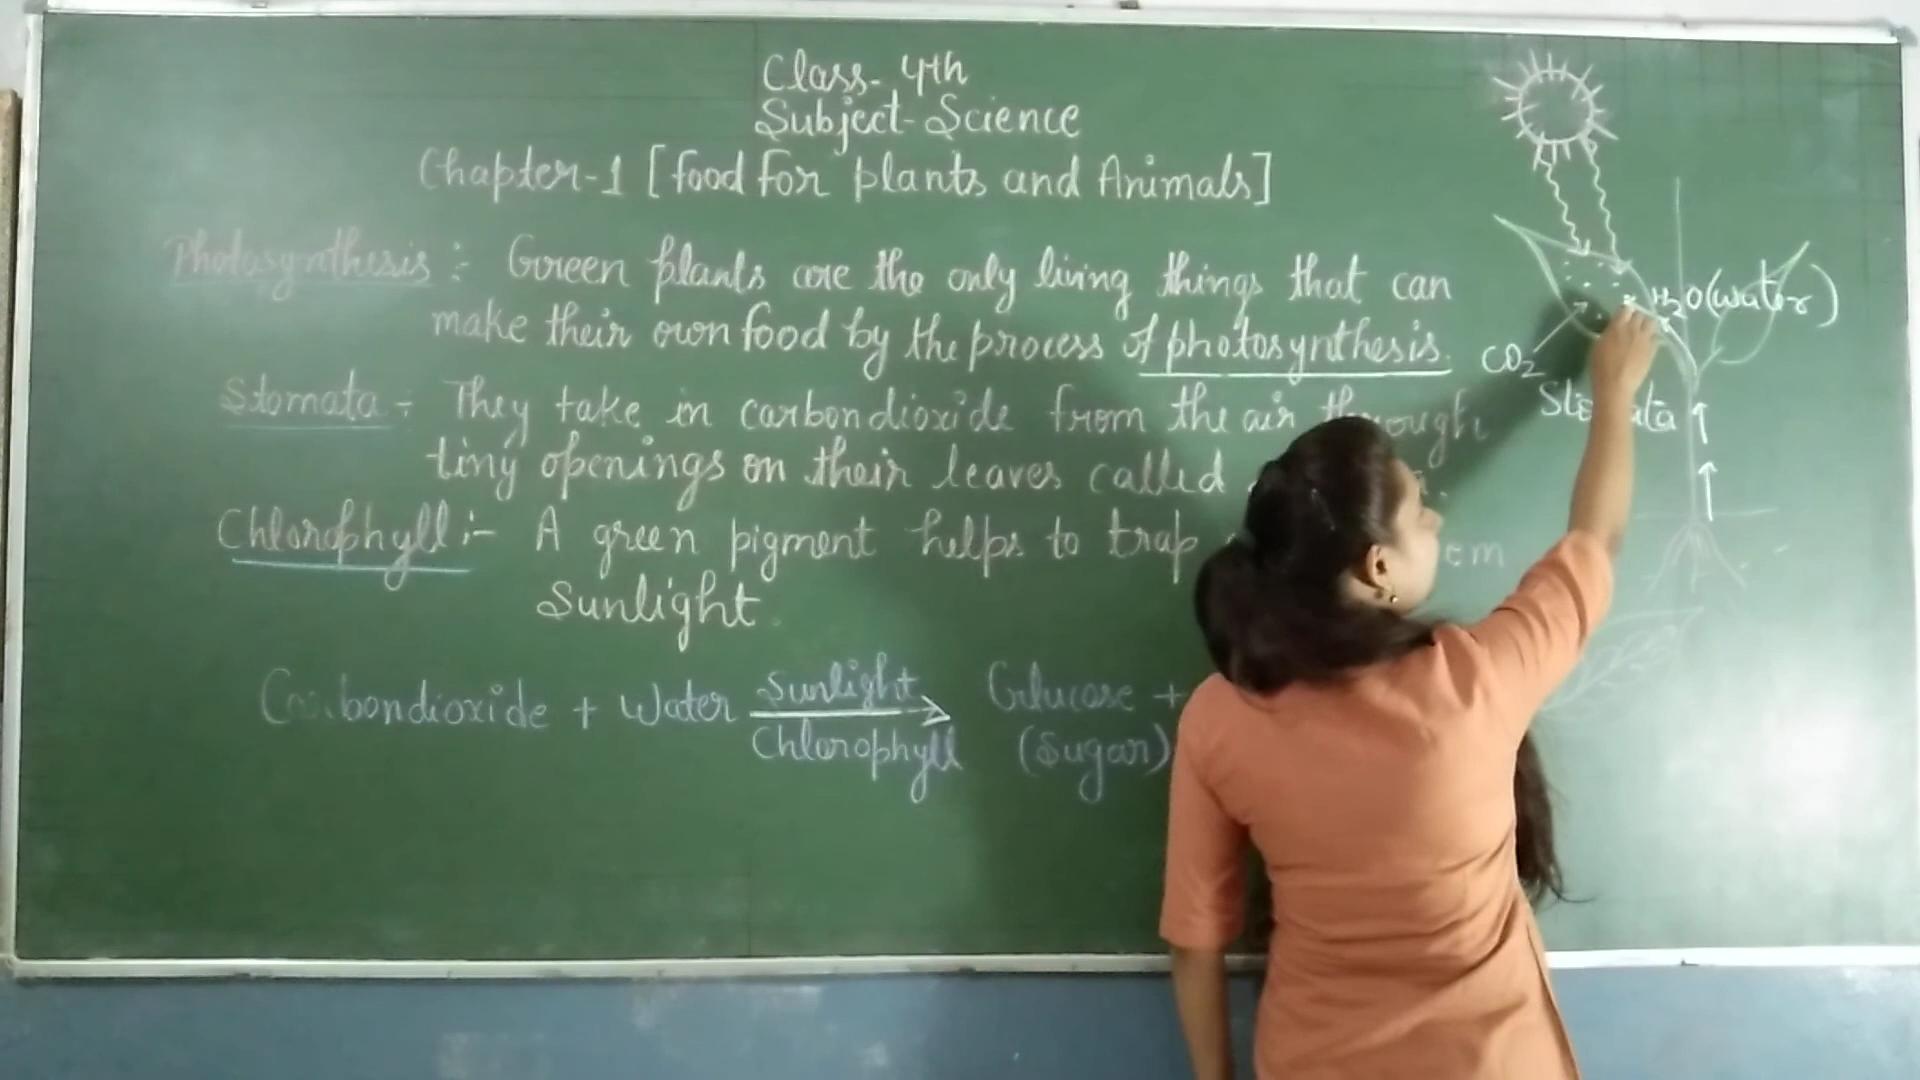 Class- 4th
Subject- Science
Chapter-1 [Food For plants and Animals]
Photosynthesis :- Green plants are the only living things that can
make their own food by the process of photosynthesis.
Stomata :- They take in carbondioxide from the air through
tiny openings on their leaves called
Chlorophyll :- A green pigment helps to trap
Sunlight.
Carbondioxide + Water Sunlight Glucose +
Chlorophyll (Sugar)
H2O (water)
CO2
Stomata